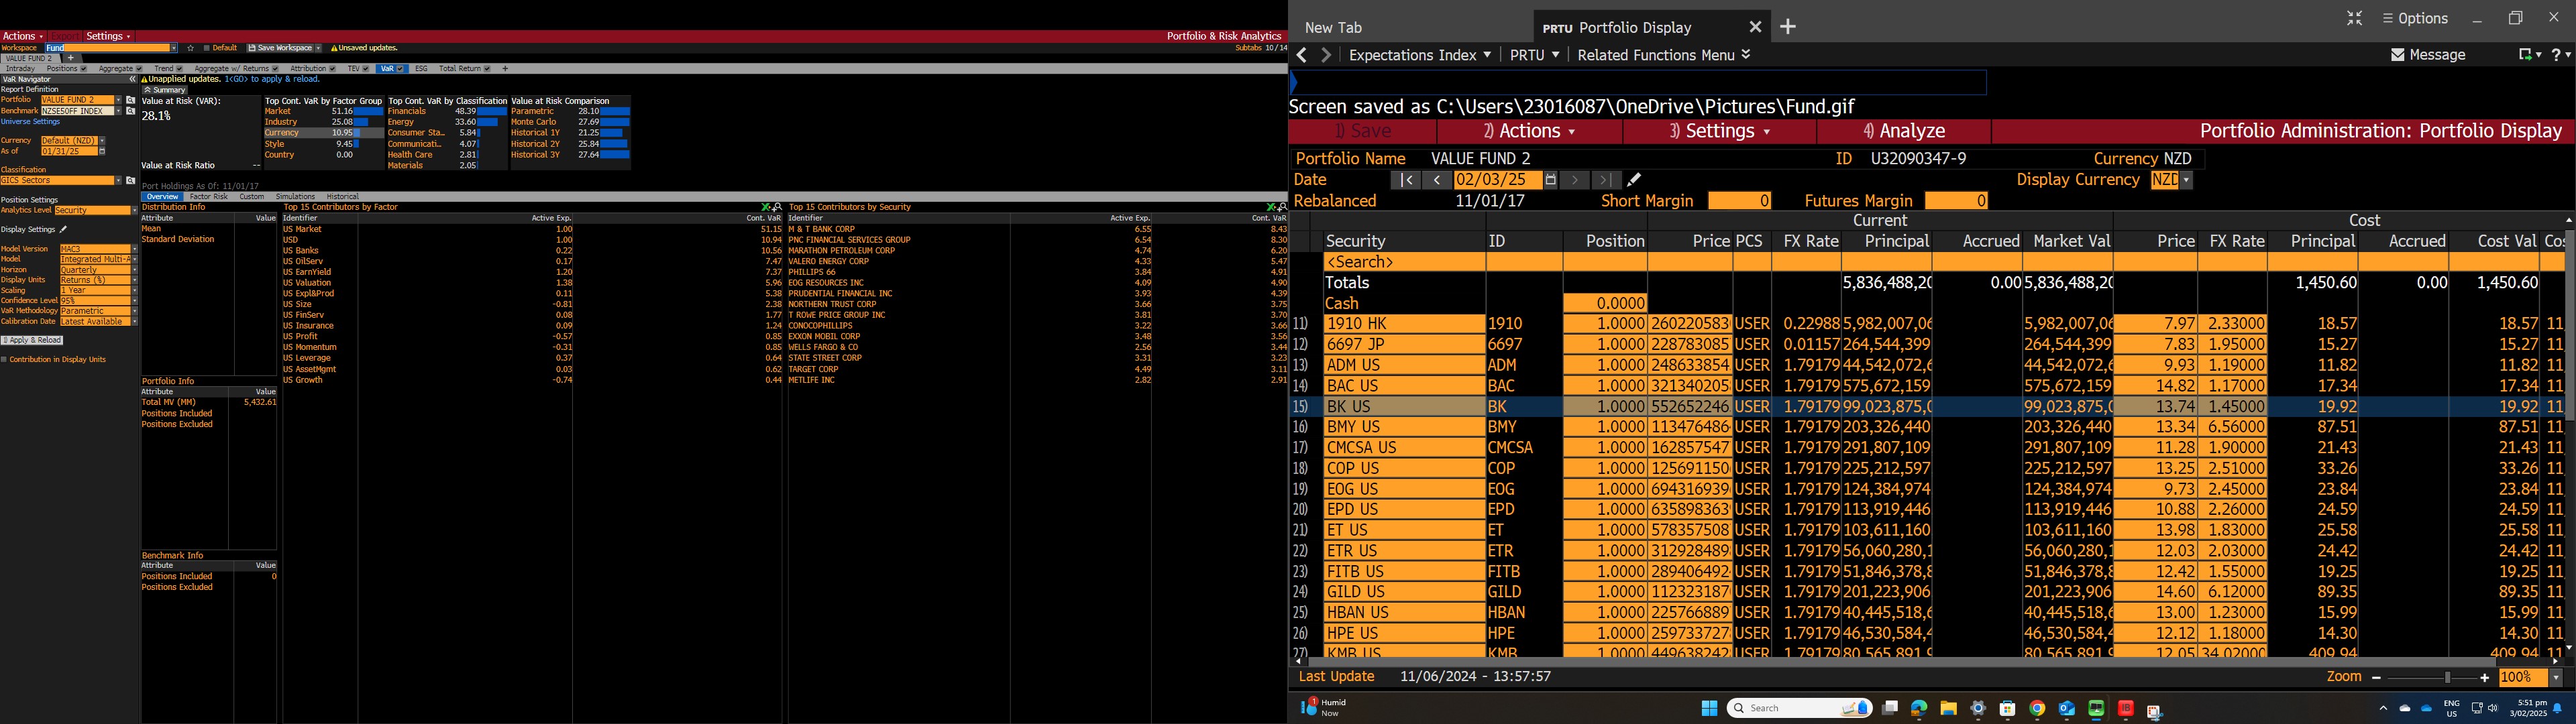 Actions Export Settings Portfolio & Risk Analytics
Workspace Fund Default Save Workspace Unsaved updates. Subtabs 10 / 14
VALUE FUND 2 +
Intraday Positions Aggregate Trend Aggregate w/ Returns Attribution TEV VaR ESG Total Return +
VaR Navigator
Report Definition
Portfolio VALUE FUND 2
Benchmark NZSE5OFF INDEX
Universe Settings
Currency Default (NZD)
As of 01/31/25
Classification
GICS Sectors
Position Settings
Analytics Level Security
Display Settings
Model Version MAC3
Model Integrated Multi-A
Horizon Quarterly
Display Units Returns (%)
Scaling 1 Year
Confidence Level 95%
VaR Methodology Parametric
Calibration Date Latest Available
1) Apply & Reload
Contribution in Display Units
Unapplied updates. 1<GO> to apply & reload.
Summary
Value at Risk (VAR):
28.1%
Value at Risk Ratio --
Top Cont. VaR by Factor Group
Market 51.16
Industry 25.08
Currency 10.95
Style 9.45
Country 0.00
Top Cont. VaR by Classification
Financials 48.39
Energy 33.60
Consumer Sta... 5.84
Communicati... 4.07
Health Care 2.81
Materials 2.05
Value at Risk Comparison
Parametric 28.10
Monte Carlo 27.69
Historical 1Y 21.25
Historical 2Y 25.84
Historical 3Y 27.64
Port Holdings As Of: 11/01/17
Overview Factor Risk Custom Simulations Historical
Distribution Info
Attribute Value
Mean
Standard Deviation
Portfolio Info
Attribute Value
Total MV (MM) 5,432.61
Positions Included
Positions Excluded
Benchmark Info
Attribute Value
Positions Included 0
Positions Excluded
Top 15 Contributors by Factor
Identifier Active Exp. Cont. VaR
US Market 1.00 51.15
USD 1.00 10.94
US Banks 0.22 10.56
US OilServ 0.17 7.47
US EarnYield 1.20 7.37
US Valuation 1.38 5.96
US Expl&Prod 0.11 5.38
US Size -0.81 2.38
US FinServ 0.08 1.77
US Insurance 0.09 1.24
US Profit -0.57 0.85
US Momentum -0.31 0.85
US Leverage 0.37 0.64
US AssetMgmt 0.03 0.62
US Growth -0.74 0.44
Top 15 Contributors by Security
Identifier Active Exp. Cont. VaR
M & T BANK CORP 6.55 8.43
PNC FINANCIAL SERVICES GROUP 6.54 8.30
MARATHON PETROLEUM CORP 4.74 6.20
VALERO ENERGY CORP 4.33 5.47
PHILLIPS 66 3.84 4.91
EOG RESOURCES INC 4.09 4.90
PRUDENTIAL FINANCIAL INC 3.93 4.39
NORTHERN TRUST CORP 3.66 3.75
T ROWE PRICE GROUP INC 3.81 3.70
CONOCOPHILLIPS 3.22 3.66
EXXON MOBIL CORP 3.48 3.56
WELLS FARGO & CO 2.56 3.44
STATE STREET CORP 3.31 3.23
TARGET CORP 4.49 3.11
METLIFE INC 2.82 2.91
New Tab PRTU Portfolio Display × + Options
Expectations Index PRTU Related Functions Menu Message
Screen saved as C:\Users\23016087\OneDrive\Pictures\Fund.gif
1) Save 2) Actions 3) Settings 4) Analyze Portfolio Administration: Portfolio Display
Portfolio Name VALUE FUND 2 ID U32090347-9 Currency NZD
Date 02/03/25 Display Currency NZD
Rebalanced 11/01/17 Short Margin 0 Futures Margin 0
Current Cost
Security ID Position Price PCS FX Rate Principal Accrued Market Val Price FX Rate Principal Accrued Cost Val Cos
<Search>
Totals 5,836,488,20 0.00 5,836,488,20 1,450.60 0.00 1,450.60
Cash 0.0000
11) 1910 HK 1910 1.0000 260220583 USER 0.22988 5,982,007,06 5,982,007,06 7.97 2.33000 18.57 18.57 11,
12) 6697 JP 6697 1.0000 228783085 USER 0.01157 264,544,399 264,544,399 7.83 1.95000 15.27 15.27 11,
13) ADM US ADM 1.0000 248633854 USER 1.79179 44,542,072,6 44,542,072,6 9.93 1.19000 11.82 11.82 11,
14) BAC US BAC 1.0000 321340205 USER 1.79179 575,672,159 575,672,159 14.82 1.17000 17.34 17.34 11,
15) BK US BK 1.0000 552652246 USER 1.79179 99,023,875,0 99,023,875,0 13.74 1.45000 19.92 19.92 11,
16) BMY US BMY 1.0000 113476486 USER 1.79179 203,326,440 203,326,440 13.34 6.56000 87.51 87.51 11,
17) CMCSA US CMCSA 1.0000 162857547 USER 1.79179 291,807,109 291,807,109 11.28 1.90000 21.43 21.43 11,
18) COP US COP 1.0000 125691150 USER 1.79179 225,212,597 225,212,597 13.25 2.51000 33.26 33.26 11,
19) EOG US EOG 1.0000 694316939 USER 1.79179 124,384,974 124,384,974 9.73 2.45000 23.84 23.84 11,
20) EPD US EPD 1.0000 635898363 USER 1.79179 113,919,446 113,919,446 10.88 2.26000 24.59 24.59 11,
21) ET US ET 1.0000 578357508 USER 1.79179 103,611,160 103,611,160 13.98 1.83000 25.58 25.58 11,
22) ETR US ETR 1.0000 312928489 USER 1.79179 56,060,280,1 56,060,280,1 12.03 2.03000 24.42 24.42 11,
23) FITB US FITB 1.0000 289406492 USER 1.79179 51,846,378,8 51,846,378,8 12.42 1.55000 19.25 19.25 11,
24) GILD US GILD 1.0000 112323187 USER 1.79179 201,223,906 201,223,906 14.60 6.12000 89.35 89.35 11,
25) HBAN US HBAN 1.0000 225766889 USER 1.79179 40,445,518,6 40,445,518,6 13.00 1.23000 15.99 15.99 11,
26) HPE US HPE 1.0000 259733727 USER 1.79179 46,530,584,4 46,530,584,4 12.12 1.18000 14.30 14.30 11,
27) KMB US KMB 1.0000 449638242 USER 1.79179 80,565,891,9 80,565,891,9 12.05 34.02000 409.94 409.94 11,
Last Update 11/06/2024 - 13:57:57 Zoom 100%
Humid
Now
Search
ENG
US
5:51 pm
3/02/2025